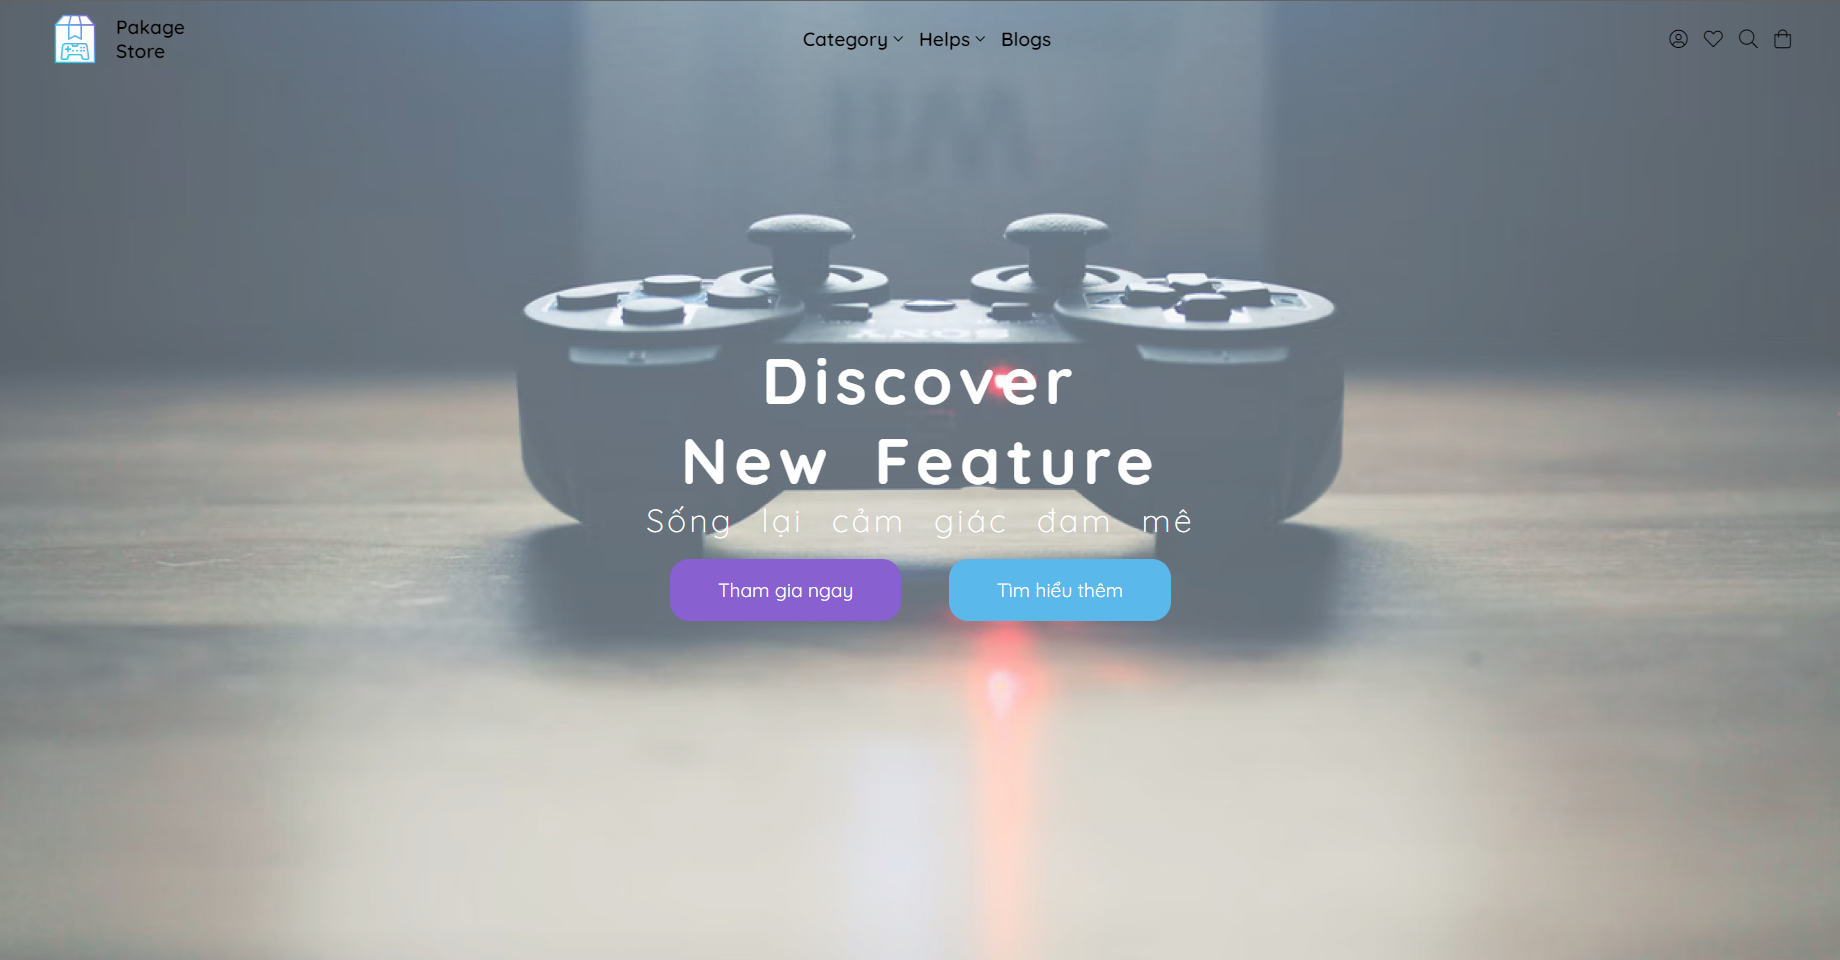 Pakage
Store
Category
Helps
Blogs
SONY
Discover
New Feature
Sống lại cảm giác đam mê
Tham gia ngay
Tìm hiểu thêm